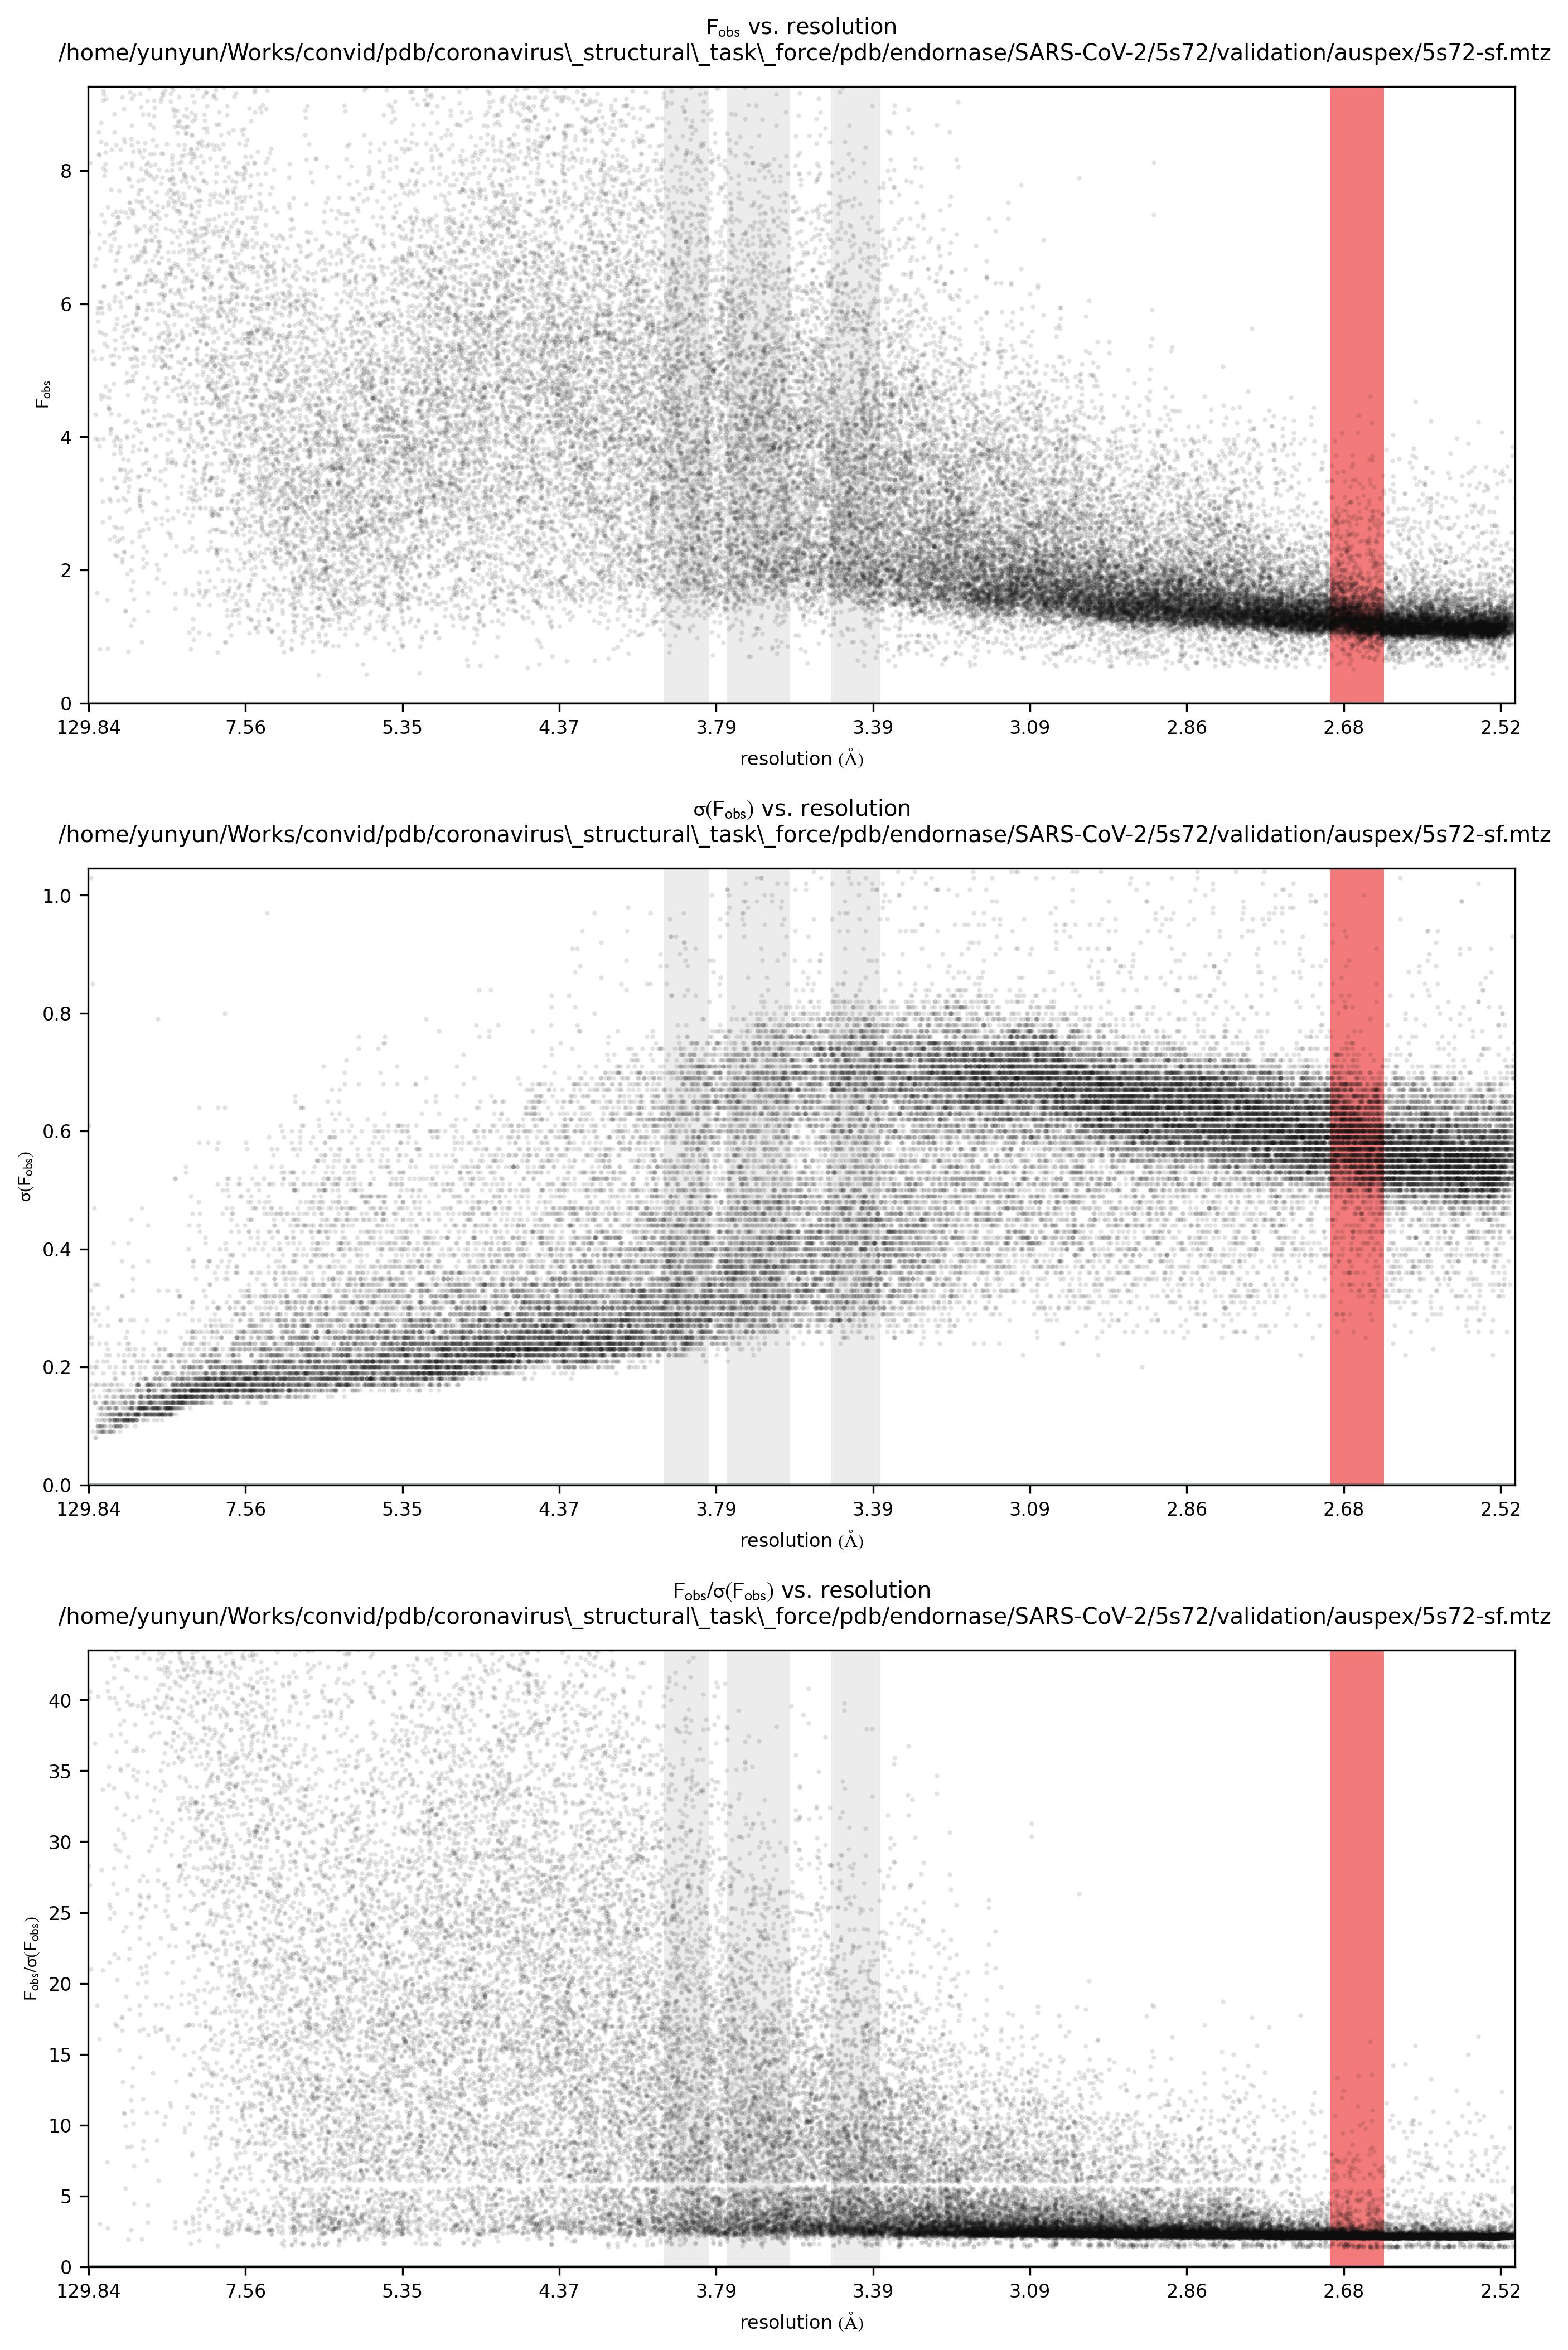 Fobs vs. resolution
/home/yunyun/Works/convid/pdb/coronavirus\_structural\_task\_force/pdb/endornase/SARS-CoV-2/5s72/validation/auspex/5s72-sf.mtz
8
6
Fobs
4
2
0
129.84 7.56 5.35 4.37 3.79 3.39 3.09 2.86 2.68 2.52
resolution (Å)
σ(Fobs) vs. resolution
/home/yunyun/Works/convid/pdb/coronavirus\_structural\_task\_force/pdb/endornase/SARS-CoV-2/5s72/validation/auspex/5s72-sf.mtz
1.0
0.8
0.6
σ(Fobs)
0.4
0.2
0.0
129.84 7.56 5.35 4.37 3.79 3.39 3.09 2.86 2.68 2.52
resolution (Å)
Fobs/σ(Fobs) vs. resolution
/home/yunyun/Works/convid/pdb/coronavirus\_structural\_task\_force/pdb/endornase/SARS-CoV-2/5s72/validation/auspex/5s72-sf.mtz
40
35
30
25
Fobs/σ(Fobs)
20
15
10
5
0
129.84 7.56 5.35 4.37 3.79 3.39 3.09 2.86 2.68 2.52
resolution (Å)